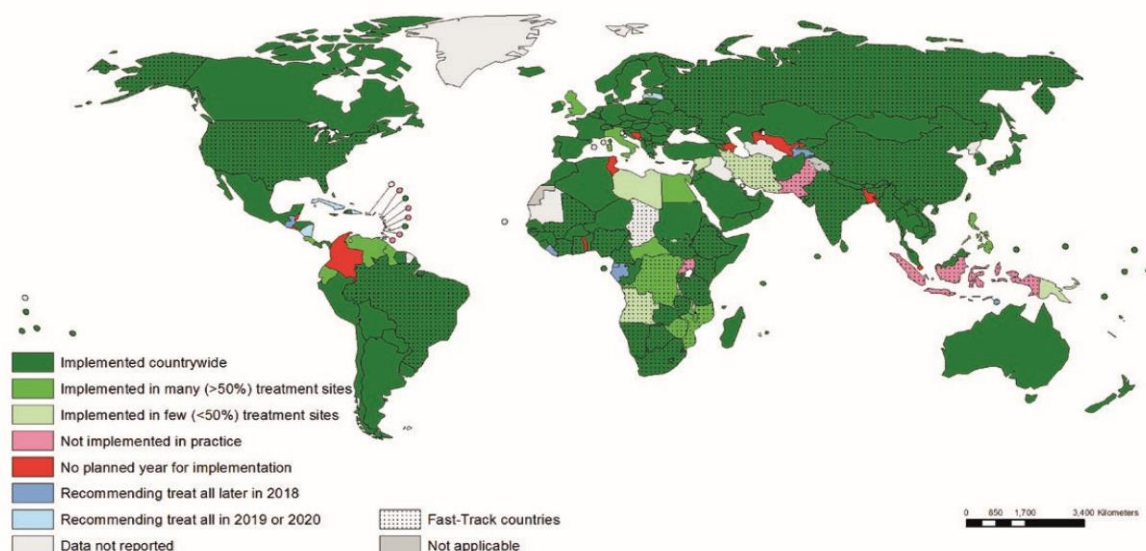 Implemented countrywide
Implemented in many (>50%) treatment sites
Implemented in few (<50%) treatment sites
Not implemented in practice
No planned year for implementation
Recommending treat all later in 2018
Recommending treat all in 2019 or 2020
Data not reported
Fast-Track countries
Not applicable
0 850 1,700 3,400 Kilometers